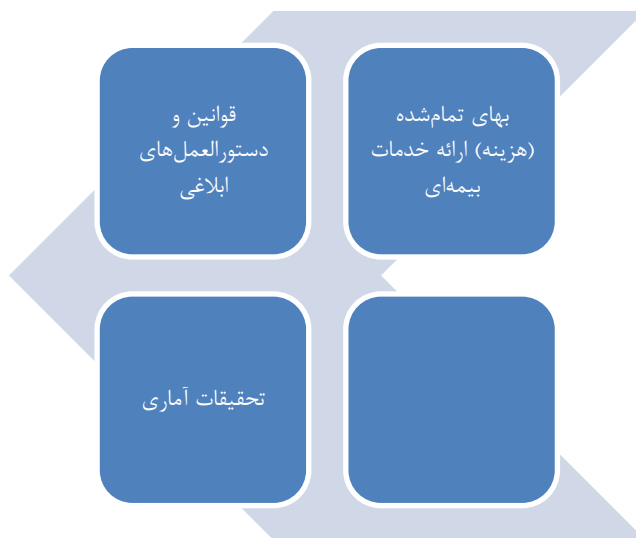 بهای تمام‌شده
(هزینه) ارائه خدمات
بیمه‌ای
قوانین و
دستورالعمل‌های
ابلاغی
تحقیقات آماری